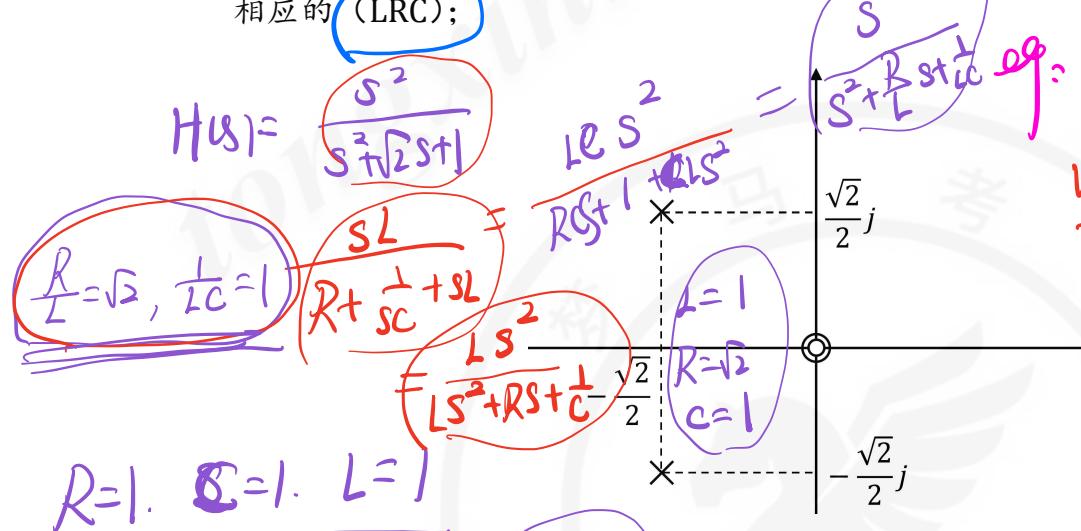 相应的（LRC）；
H(s)= s²/(s²+√2s+1)
sL/(R+1/sC+sL) = LCs²/(RCs+1+CLs²) = s/(s²+R/L s+1/LC)
eg:
R/L=√2, 1/LC=1
= Ls²/(Ls²+Rs+1/C)
√2/2 j
L=1
R=√2
C=1
-√2/2
-√2/2 j
R=1. C=1. L=1